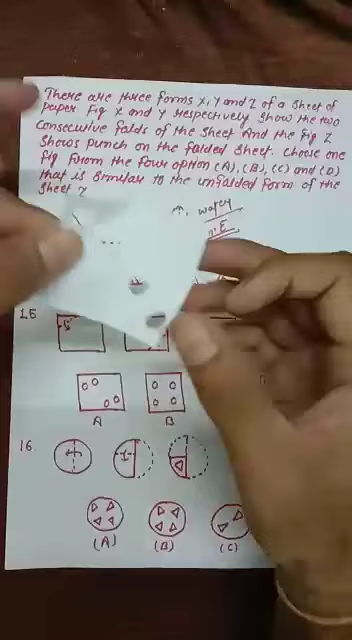 There are three forms X, Y and Z of a sheet of
paper Fig X and Y respectively show the two
consecutive folds of the sheet And the fig Z
shows punch on the folded sheet. Choose one
fig from the four option (A), (B), (C) and (D)
that is similar to the unfolded form of the
sheet ?
15
A B
16.
(A) (B) (C)